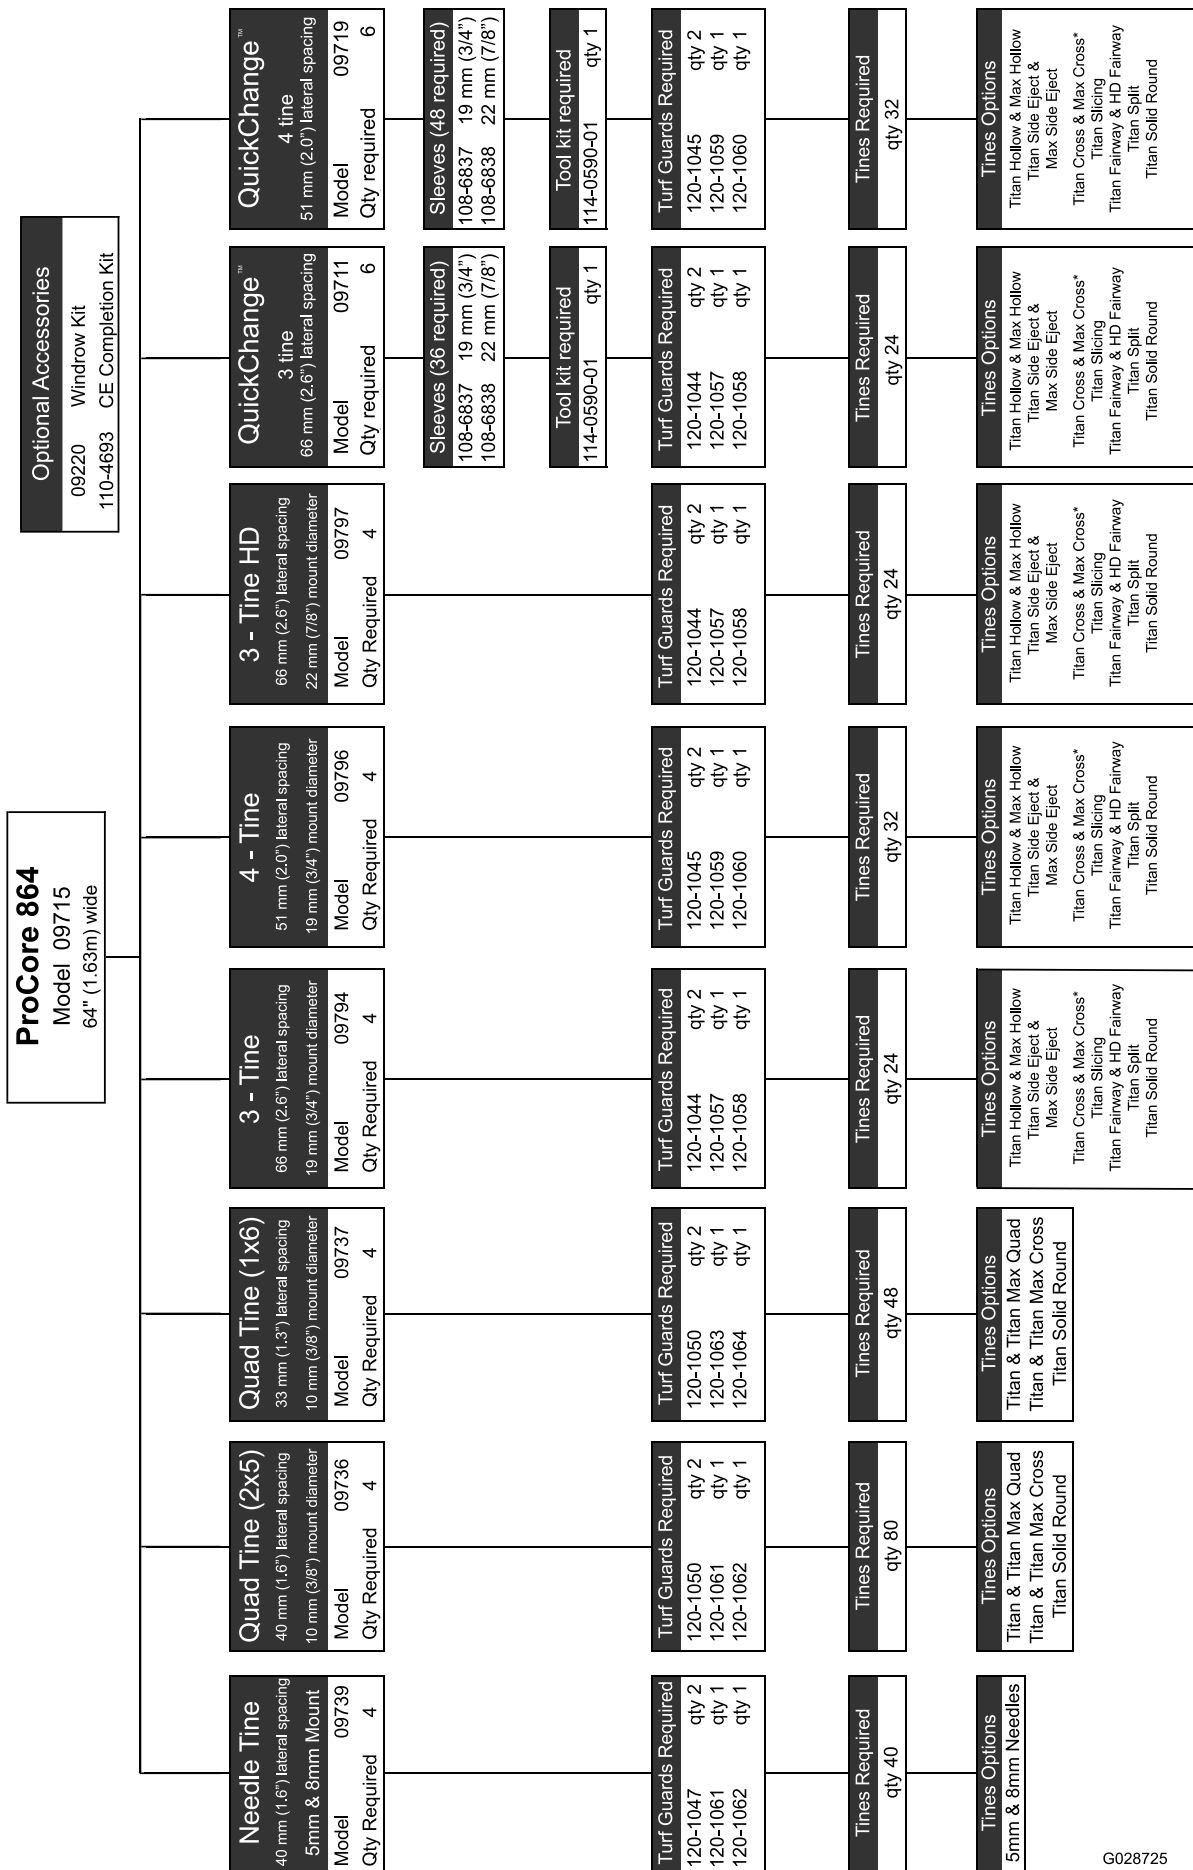 ProCore 864
Model 09715
64" (1.63m) wide
Optional Accessories
09220 Windrow Kit
110-4693 CE Completion Kit
Needle Tine
40 mm (1.6") lateral spacing
5mm & 8mm Mount
Model 09739
Qty Required 4
Turf Guards Required
120-1047 qty 2
120-1061 qty 1
120-1062 qty 1
Tines Required
qty 40
Tines Options
5mm & 8mm Needles
Quad Tine (2x5)
40 mm (1.6") lateral spacing
10 mm (3/8") mount diameter
Model 09736
Qty Required 4
Turf Guards Required
120-1050 qty 2
120-1061 qty 1
120-1062 qty 1
Tines Required
qty 80
Tines Options
Titan & Titan Max Quad
Titan & Titan Max Cross
Titan Solid Round
Quad Tine (1x6)
33 mm (1.3") lateral spacing
10 mm (3/8") mount diameter
Model 09737
Qty Required 4
Turf Guards Required
120-1050 qty 2
120-1063 qty 1
120-1064 qty 1
Tines Required
qty 48
Tines Options
Titan & Titan Max Quad
Titan & Titan Max Cross
Titan Solid Round
3 - Tine
66 mm (2.6") lateral spacing
19 mm (3/4") mount diameter
Model 09794
Qty Required 4
Turf Guards Required
120-1044 qty 2
120-1057 qty 1
120-1058 qty 1
Tines Required
qty 24
Tines Options
Titan Hollow & Max Hollow
Titan Side Eject &
Max Side Eject
Titan Cross & Max Cross*
Titan Slicing
Titan Fairway & HD Fairway
Titan Split
Titan Solid Round
4 - Tine
51 mm (2.0") lateral spacing
19 mm (3/4") mount diameter
Model 09796
Qty Required 4
Turf Guards Required
120-1045 qty 2
120-1059 qty 1
120-1060 qty 1
Tines Required
qty 32
Tines Options
Titan Hollow & Max Hollow
Titan Side Eject &
Max Side Eject
Titan Cross & Max Cross*
Titan Slicing
Titan Fairway & HD Fairway
Titan Split
Titan Solid Round
3 - Tine HD
66 mm (2.6") lateral spacing
22 mm (7/8") mount diameter
Model 09797
Qty Required 4
Turf Guards Required
120-1044 qty 2
120-1057 qty 1
120-1058 qty 1
Tines Required
qty 24
Tines Options
Titan Hollow & Max Hollow
Titan Side Eject &
Max Side Eject
Titan Cross & Max Cross*
Titan Slicing
Titan Fairway & HD Fairway
Titan Split
Titan Solid Round
QuickChange™
3 tine
66 mm (2.6") lateral spacing
Model 09711
Qty required 6
Sleeves (36 required)
108-6837 19 mm (3/4")
108-6838 22 mm (7/8")
Tool kit required
114-0590-01 qty 1
Turf Guards Required
120-1044 qty 2
120-1057 qty 1
120-1058 qty 1
Tines Required
qty 24
Tines Options
Titan Hollow & Max Hollow
Titan Side Eject &
Max Side Eject
Titan Cross & Max Cross*
Titan Slicing
Titan Fairway & HD Fairway
Titan Split
Titan Solid Round
QuickChange™
4 tine
51 mm (2.0") lateral spacing
Model 09719
Qty required 6
Sleeves (48 required)
108-6837 19 mm (3/4")
108-6838 22 mm (7/8")
Tool kit required
114-0590-01 qty 1
Turf Guards Required
120-1045 qty 2
120-1059 qty 1
120-1060 qty 1
Tines Required
qty 32
Tines Options
Titan Hollow & Max Hollow
Titan Side Eject &
Max Side Eject
Titan Cross & Max Cross*
Titan Slicing
Titan Fairway & HD Fairway
Titan Split
Titan Solid Round
G028725